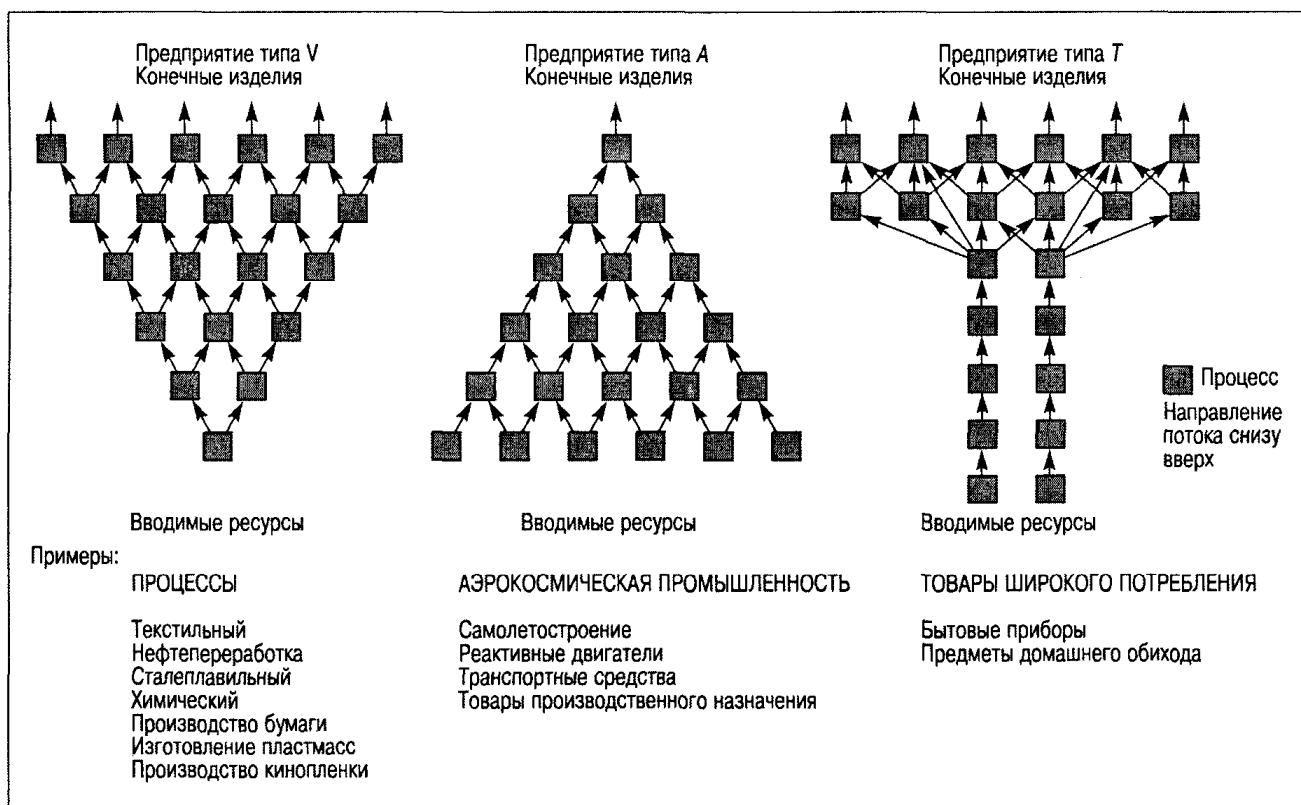 Предприятие типа V
Конечные изделия
Предприятие типа А
Конечные изделия
Предприятие типа Т
Конечные изделия
Процесс
Направление
потока снизу
вверх
Вводимые ресурсы
Вводимые ресурсы
Вводимые ресурсы
Примеры:
ПРОЦЕССЫ
Текстильный
Нефтепереработка
Сталеплавильный
Химический
Производство бумаги
Изготовление пластмасс
Производство кинопленки
АЭРОКОСМИЧЕСКАЯ ПРОМЫШЛЕННОСТЬ
Самолетостроение
Реактивные двигатели
Транспортные средства
Товары производственного назначения
ТОВАРЫ ШИРОКОГО ПОТРЕБЛЕНИЯ
Бытовые приборы
Предметы домашнего обихода